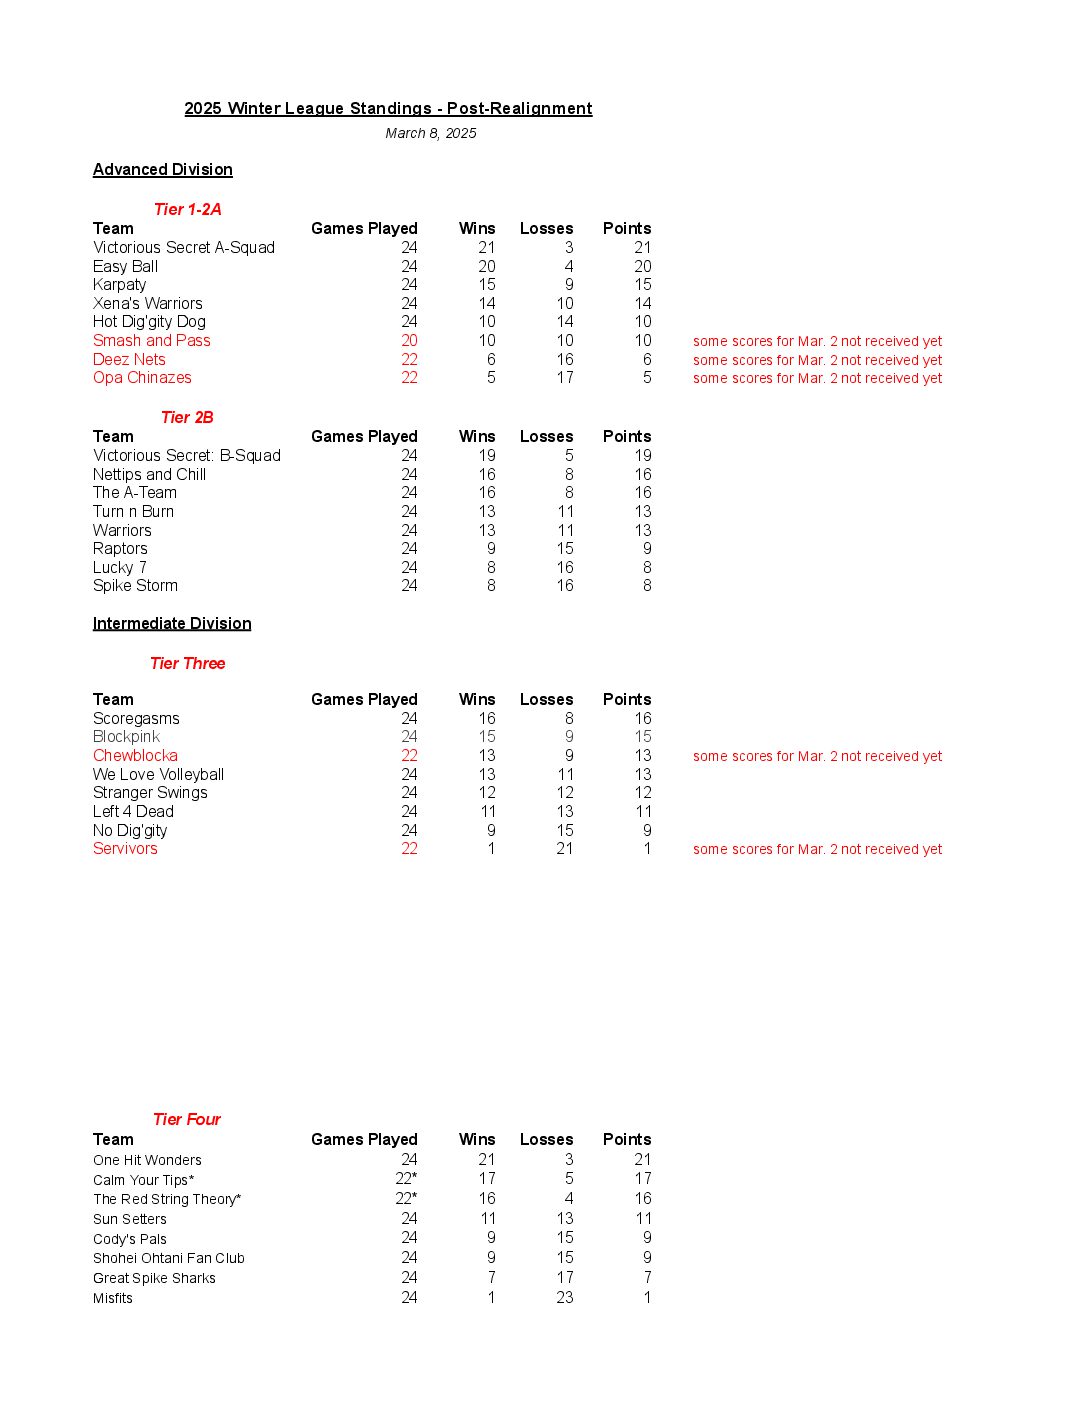 2025 Winter League Standings - Post-Realignment
March 8, 2025
Advanced Division
Tier 1-2A
Team Games Played Wins Losses Points
Victorious Secret A-Squad 24 21 3 21
Easy Ball 24 20 4 20
Karpaty 24 15 9 15
Xena's Warriors 24 14 10 14
Hot Dig'gity Dog 24 10 14 10
Smash and Pass 20 10 10 10 some scores for Mar. 2 not received yet
Deez Nets 22 6 16 6 some scores for Mar. 2 not received yet
Opa Chinazes 22 5 17 5 some scores for Mar. 2 not received yet
Tier 2B
Team Games Played Wins Losses Points
Victorious Secret: B-Squad 24 19 5 19
Nettips and Chill 24 16 8 16
The A-Team 24 16 8 16
Turn n Burn 24 13 11 13
Warriors 24 13 11 13
Raptors 24 9 15 9
Lucky 7 24 8 16 8
Spike Storm 24 8 16 8
Intermediate Division
Tier Three
Team Games Played Wins Losses Points
Scoregasms 24 16 8 16
Blockpink 24 15 9 15
Chewblocka 22 13 9 13 some scores for Mar. 2 not received yet
We Love Volleyball 24 13 11 13
Stranger Swings 24 12 12 12
Left 4 Dead 24 11 13 11
No Dig'gity 24 9 15 9
Servivors 22 1 21 1 some scores for Mar. 2 not received yet
Tier Four
Team Games Played Wins Losses Points
One Hit Wonders 24 21 3 21
Calm Your Tips* 22* 17 5 17
The Red String Theory* 22* 16 4 16
Sun Setters 24 11 13 11
Cody's Pals 24 9 15 9
Shohei Ohtani Fan Club 24 9 15 9
Great Spike Sharks 24 7 17 7
Misfits 24 1 23 1